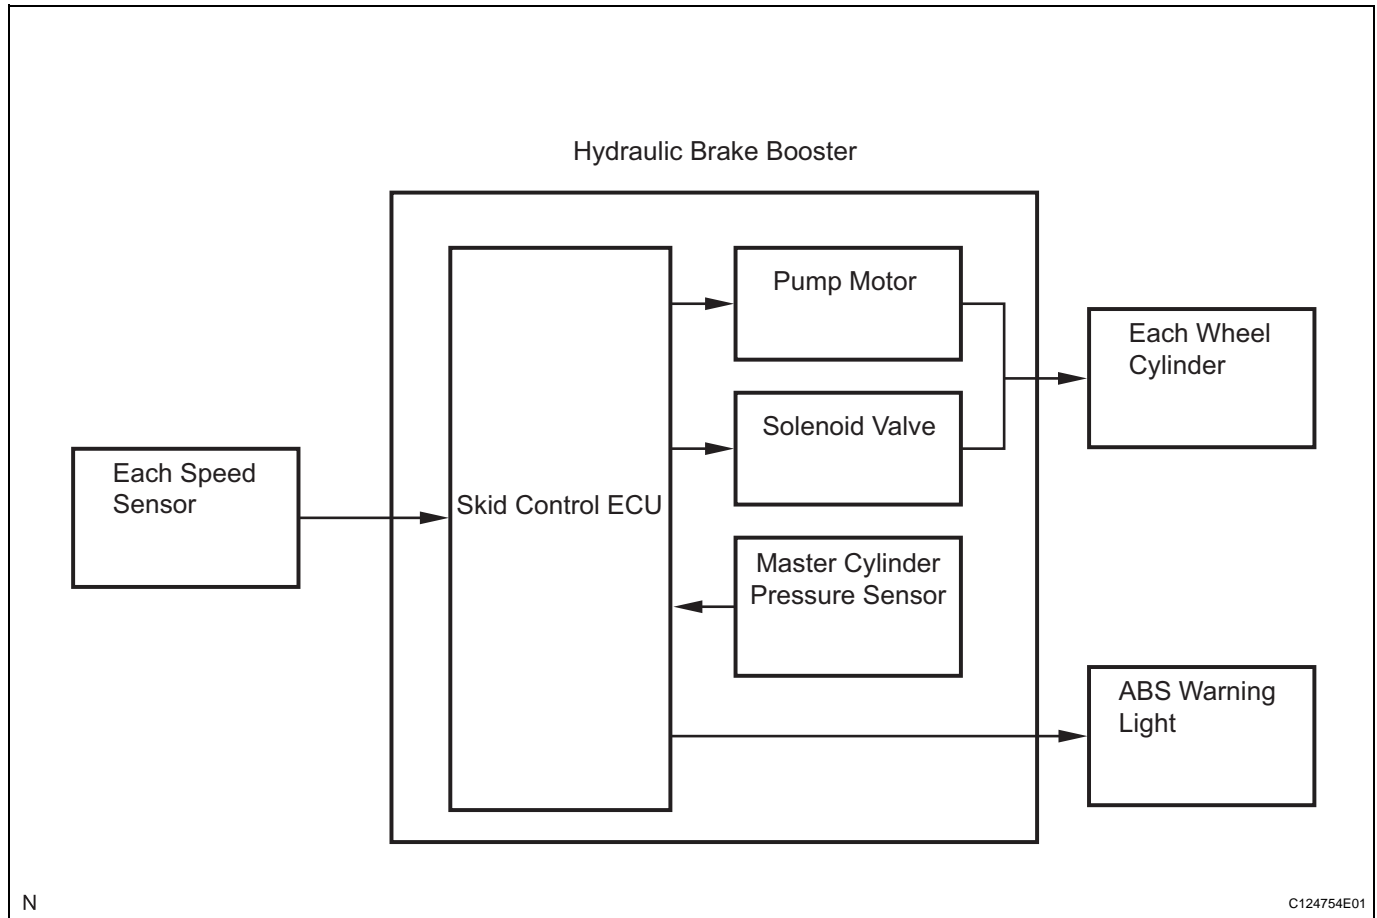 Hydraulic Brake Booster
Pump Motor
Each Wheel
Cylinder
Solenoid Valve
Each Speed
Sensor
Skid Control ECU
Master Cylinder
Pressure Sensor
ABS Warning
Light
N
C124754E01